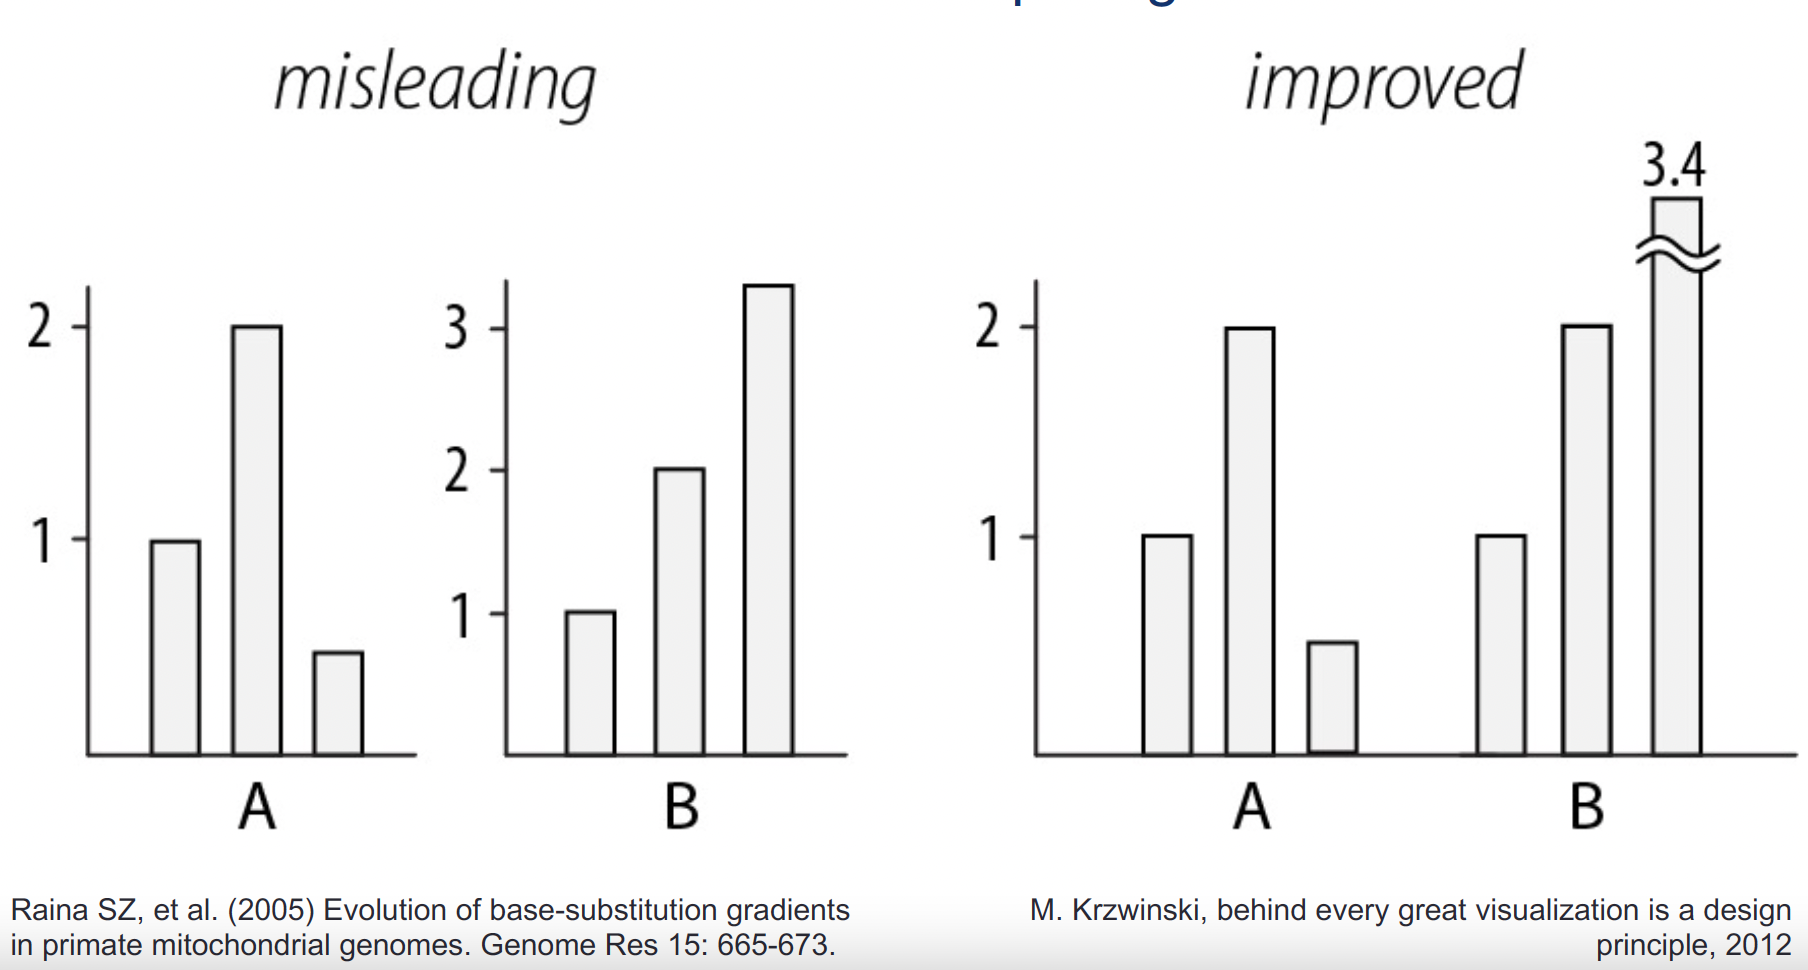 misleading
improved
3.4
2
1
A
3
2
1
B
2
1
A
B
Raina SZ, et al. (2005) Evolution of base-substitution gradients
in primate mitochondrial genomes. Genome Res 15: 665-673.
M. Krzwinski, behind every great visualization is a design
principle, 2012